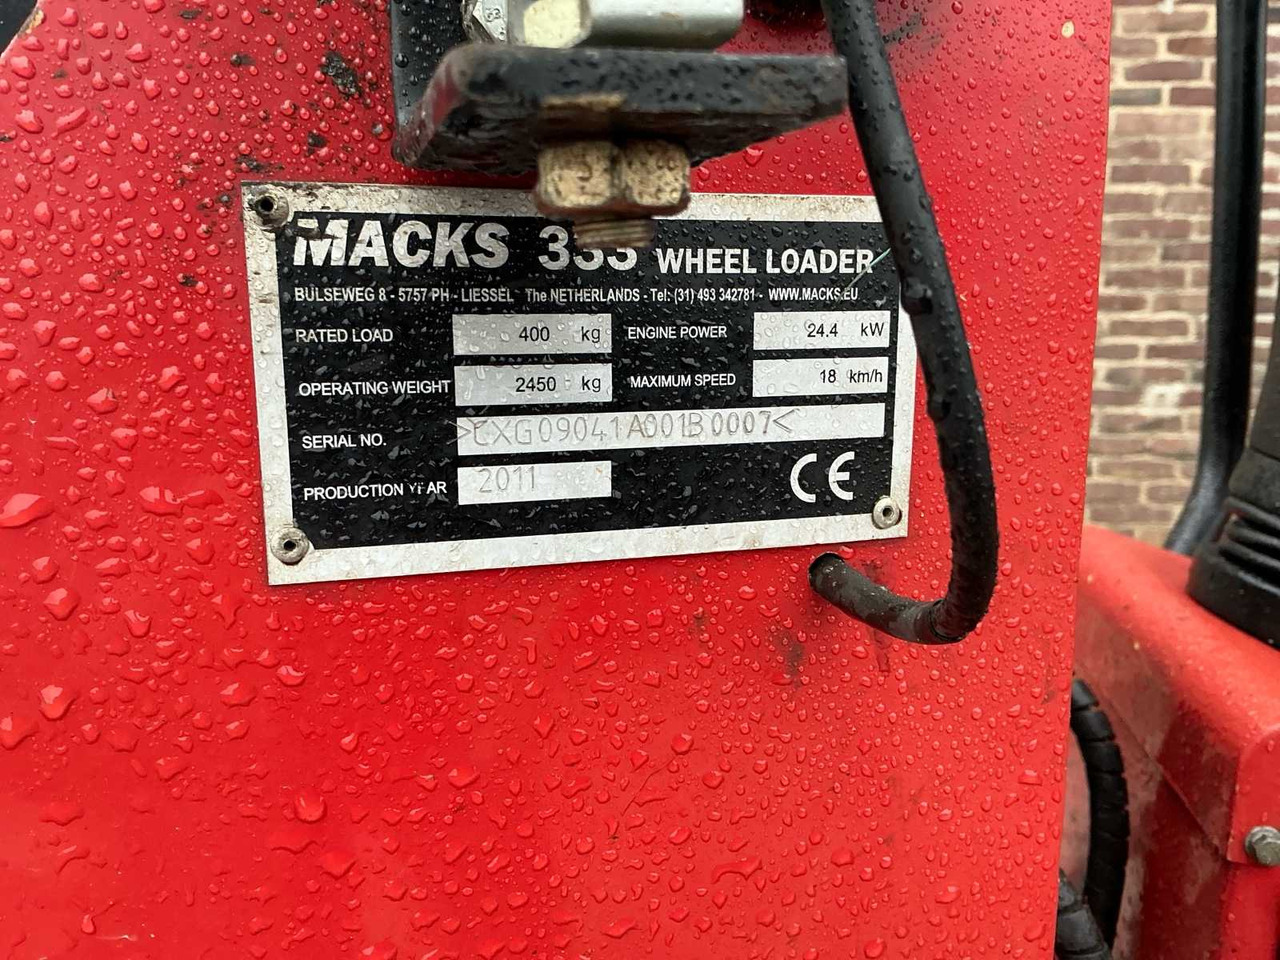 MACKS 333 WHEEL LOADER
BULSEWEG 8 - 5757 PH - LIESSEL The NETHERLANDS - Tel: (31) 493 342781 - WWW.MACKS.EU
RATED LOAD 400 kg ENGINE POWER 24.4 kW
OPERATING WEIGHT 2450 kg MAXIMUM SPEED 18 km/h
SERIAL NO. >CXG09041A001B0007<
PRODUCTION YEAR 2011 CE